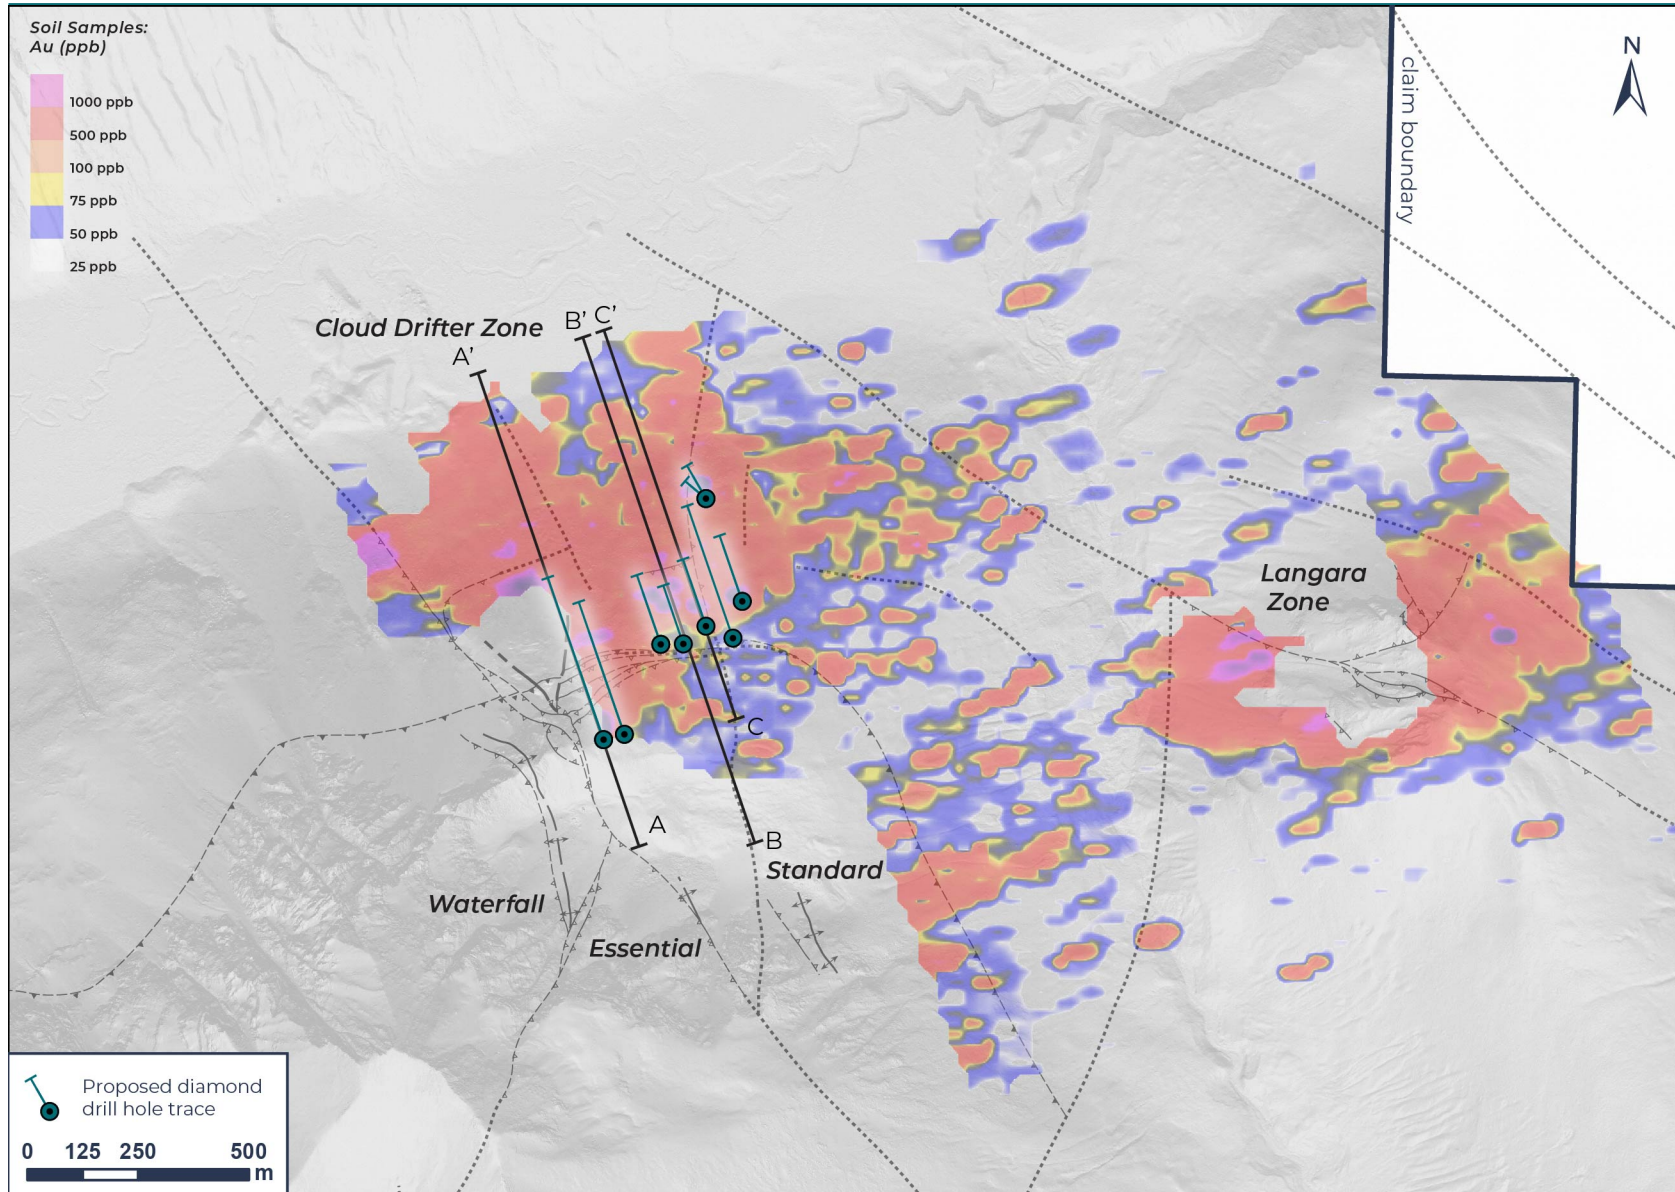 Soil Samples:
Au (ppb)
1000 ppb
500 ppb
100 ppb
75 ppb
50 ppb
25 ppb
N
claim boundary
Cloud Drifter Zone
A'
B'
C'
Langara
Zone
C
A
B
Standard
Waterfall
Essential
Proposed diamond
drill hole trace
0 125 250 500
m